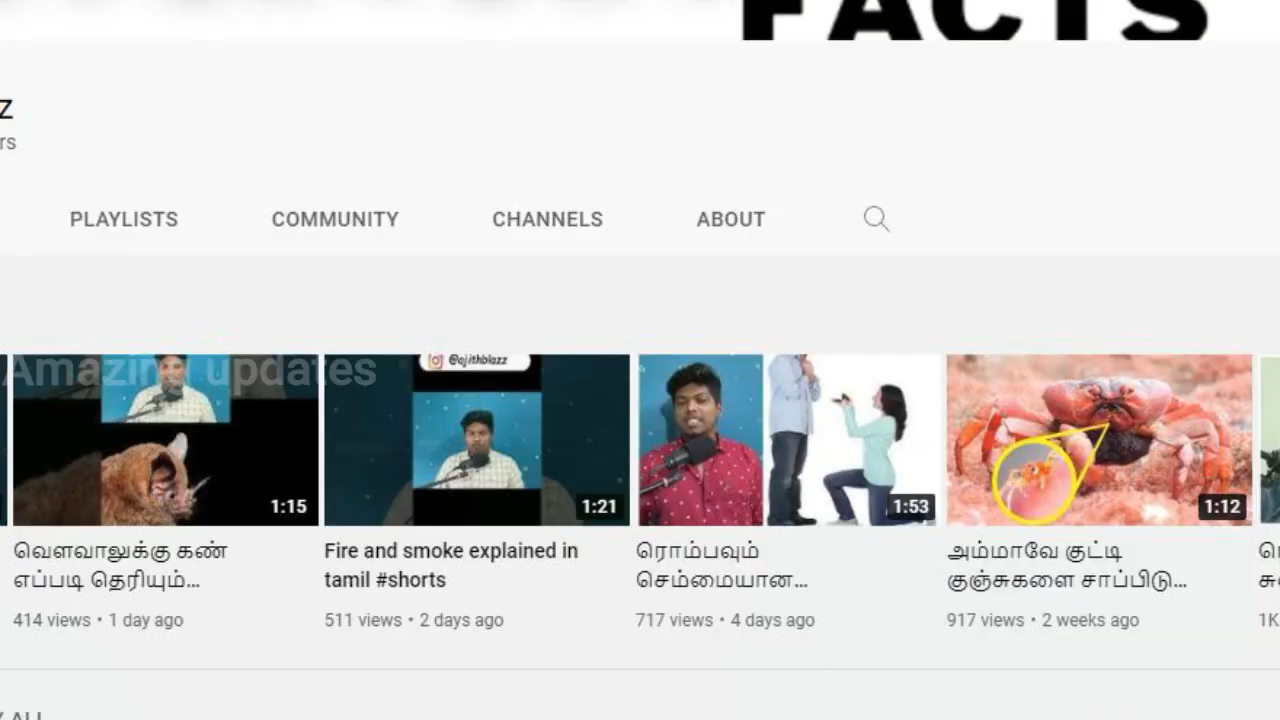 FACTS
Z
rs
PLAYLISTS COMMUNITY CHANNELS ABOUT
Amazing updates
@ajithblazz
1:15
1:21
1:53
1:12
வௌவாலுக்கு கண்
எப்படி தெரியும்...
414 views • 1 day ago
Fire and smoke explained in
tamil #shorts
511 views • 2 days ago
ரொம்பவும்
செம்மையான...
717 views • 4 days ago
அம்மாவே குட்டி
குஞ்சுகளை சாப்பிடு...
917 views • 2 weeks ago
1K